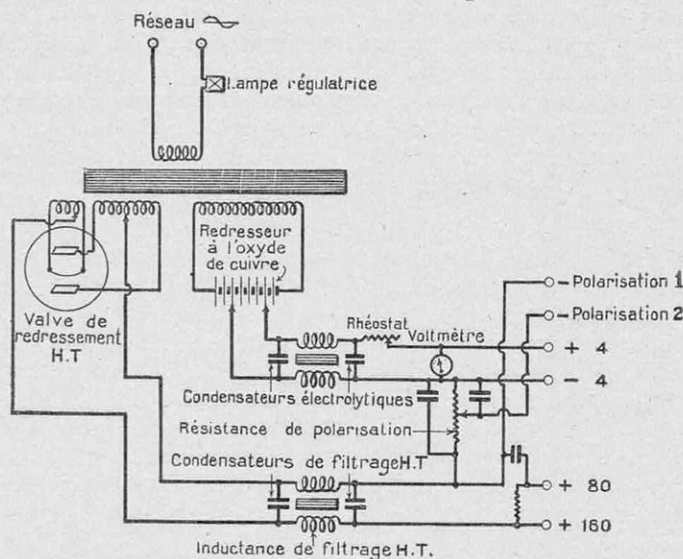 Réseau
Lampe régulatrice
Redresseur
à l'oxyde
de cuivre
Valve de
redressement
H.T
Rhéostat
Voltmètre
- Polarisation 1
- Polarisation 2
+ 4
- 4
Condensateurs électrolytiques
Résistance de polarisation
Condensateurs de filtrage H.T
+ 80
+ 160
Inductance de filtrage H.T.